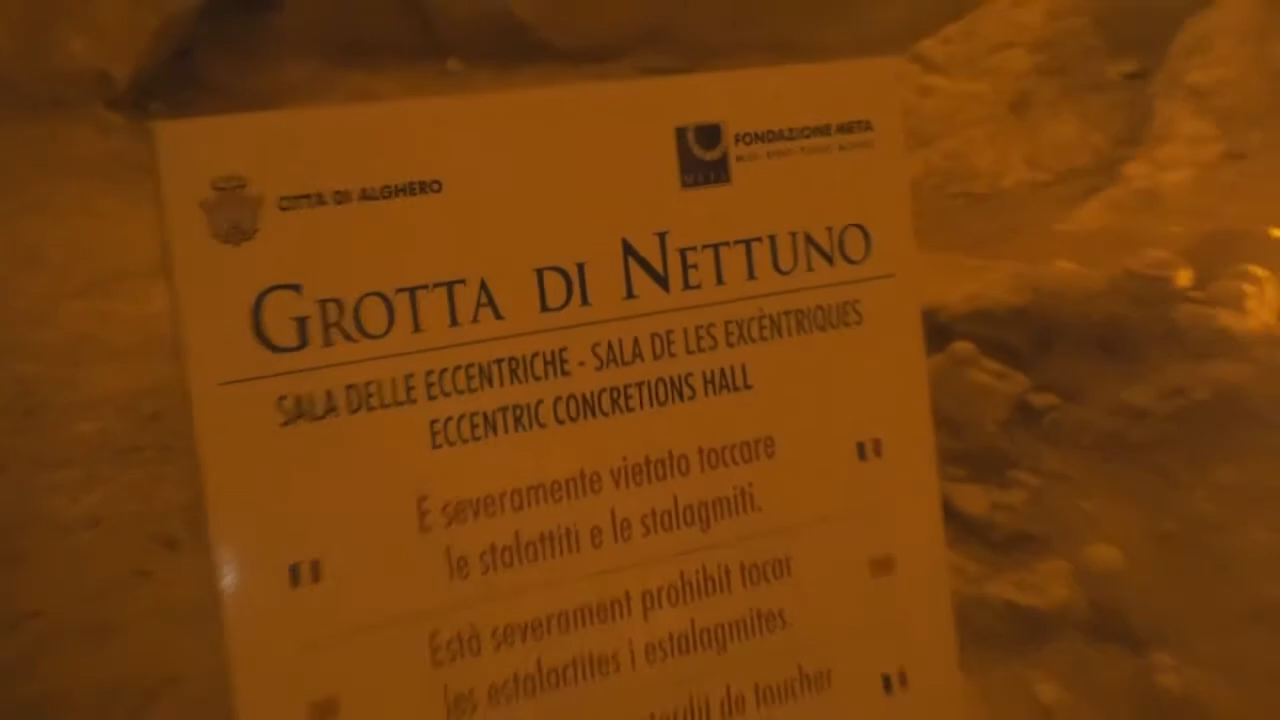 CITTA DI ALGHERO
FONDAZIONE META
GROTTA DI NETTUNO
SALA DELLE ECCENTRICHE - SALA DE LES EXCÈNTRIQUES
ECCENTRIC CONCRETIONS HALL
E severamente vietato toccare
le stalattiti e le stalagmiti.
Està severament prohibit tocar
les estalactites i estalagmites.
de toucher